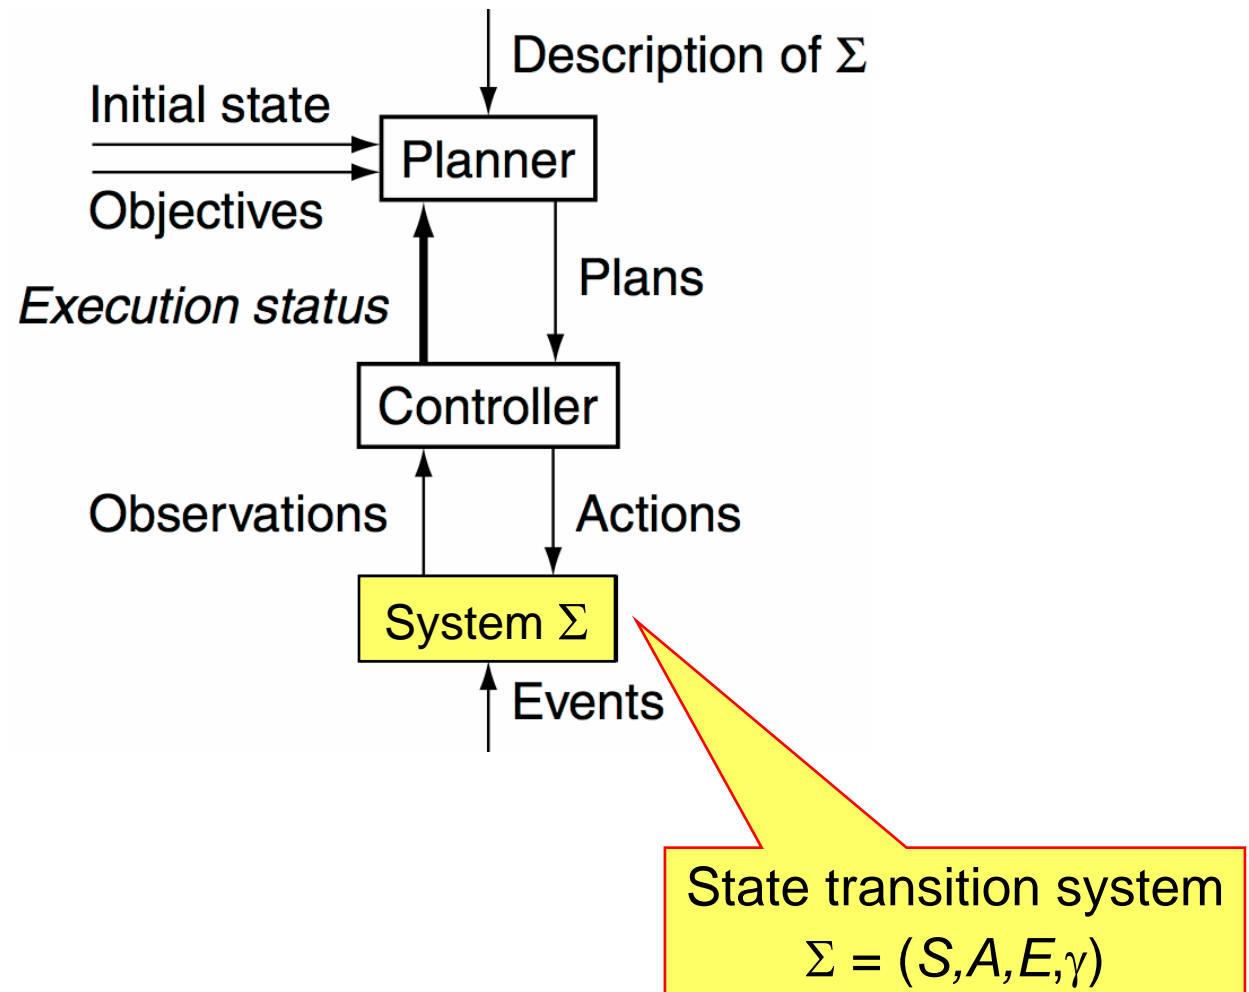 Description of Σ
Initial state
Planner
Objectives
Plans
Execution status
Controller
Observations
Actions
System Σ
Events
State transition system
Σ = (S,A,E,γ)